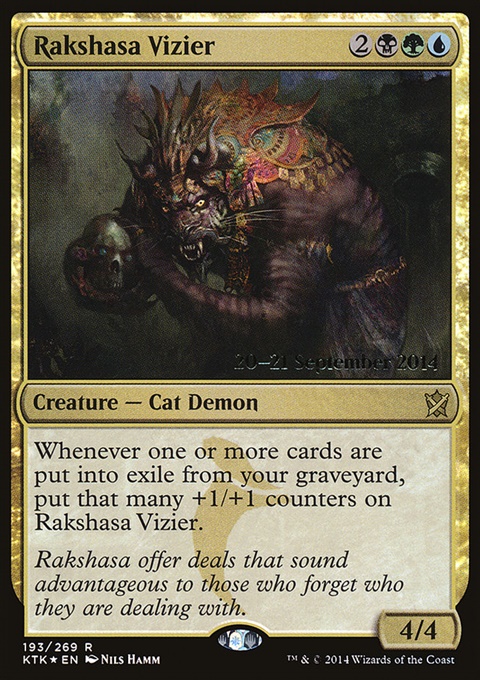 Rakshasa Vizier 2
20–21 September 2014
Creature — Cat Demon
Whenever one or more cards are
put into exile from your graveyard,
put that many +1/+1 counters on
Rakshasa Vizier.
Rakshasa offer deals that sound
advantageous to those who forget who
they are dealing with.
4/4
193/269 R
KTK★EN Nils Hamm
™ & © 2014 Wizards of the Coast